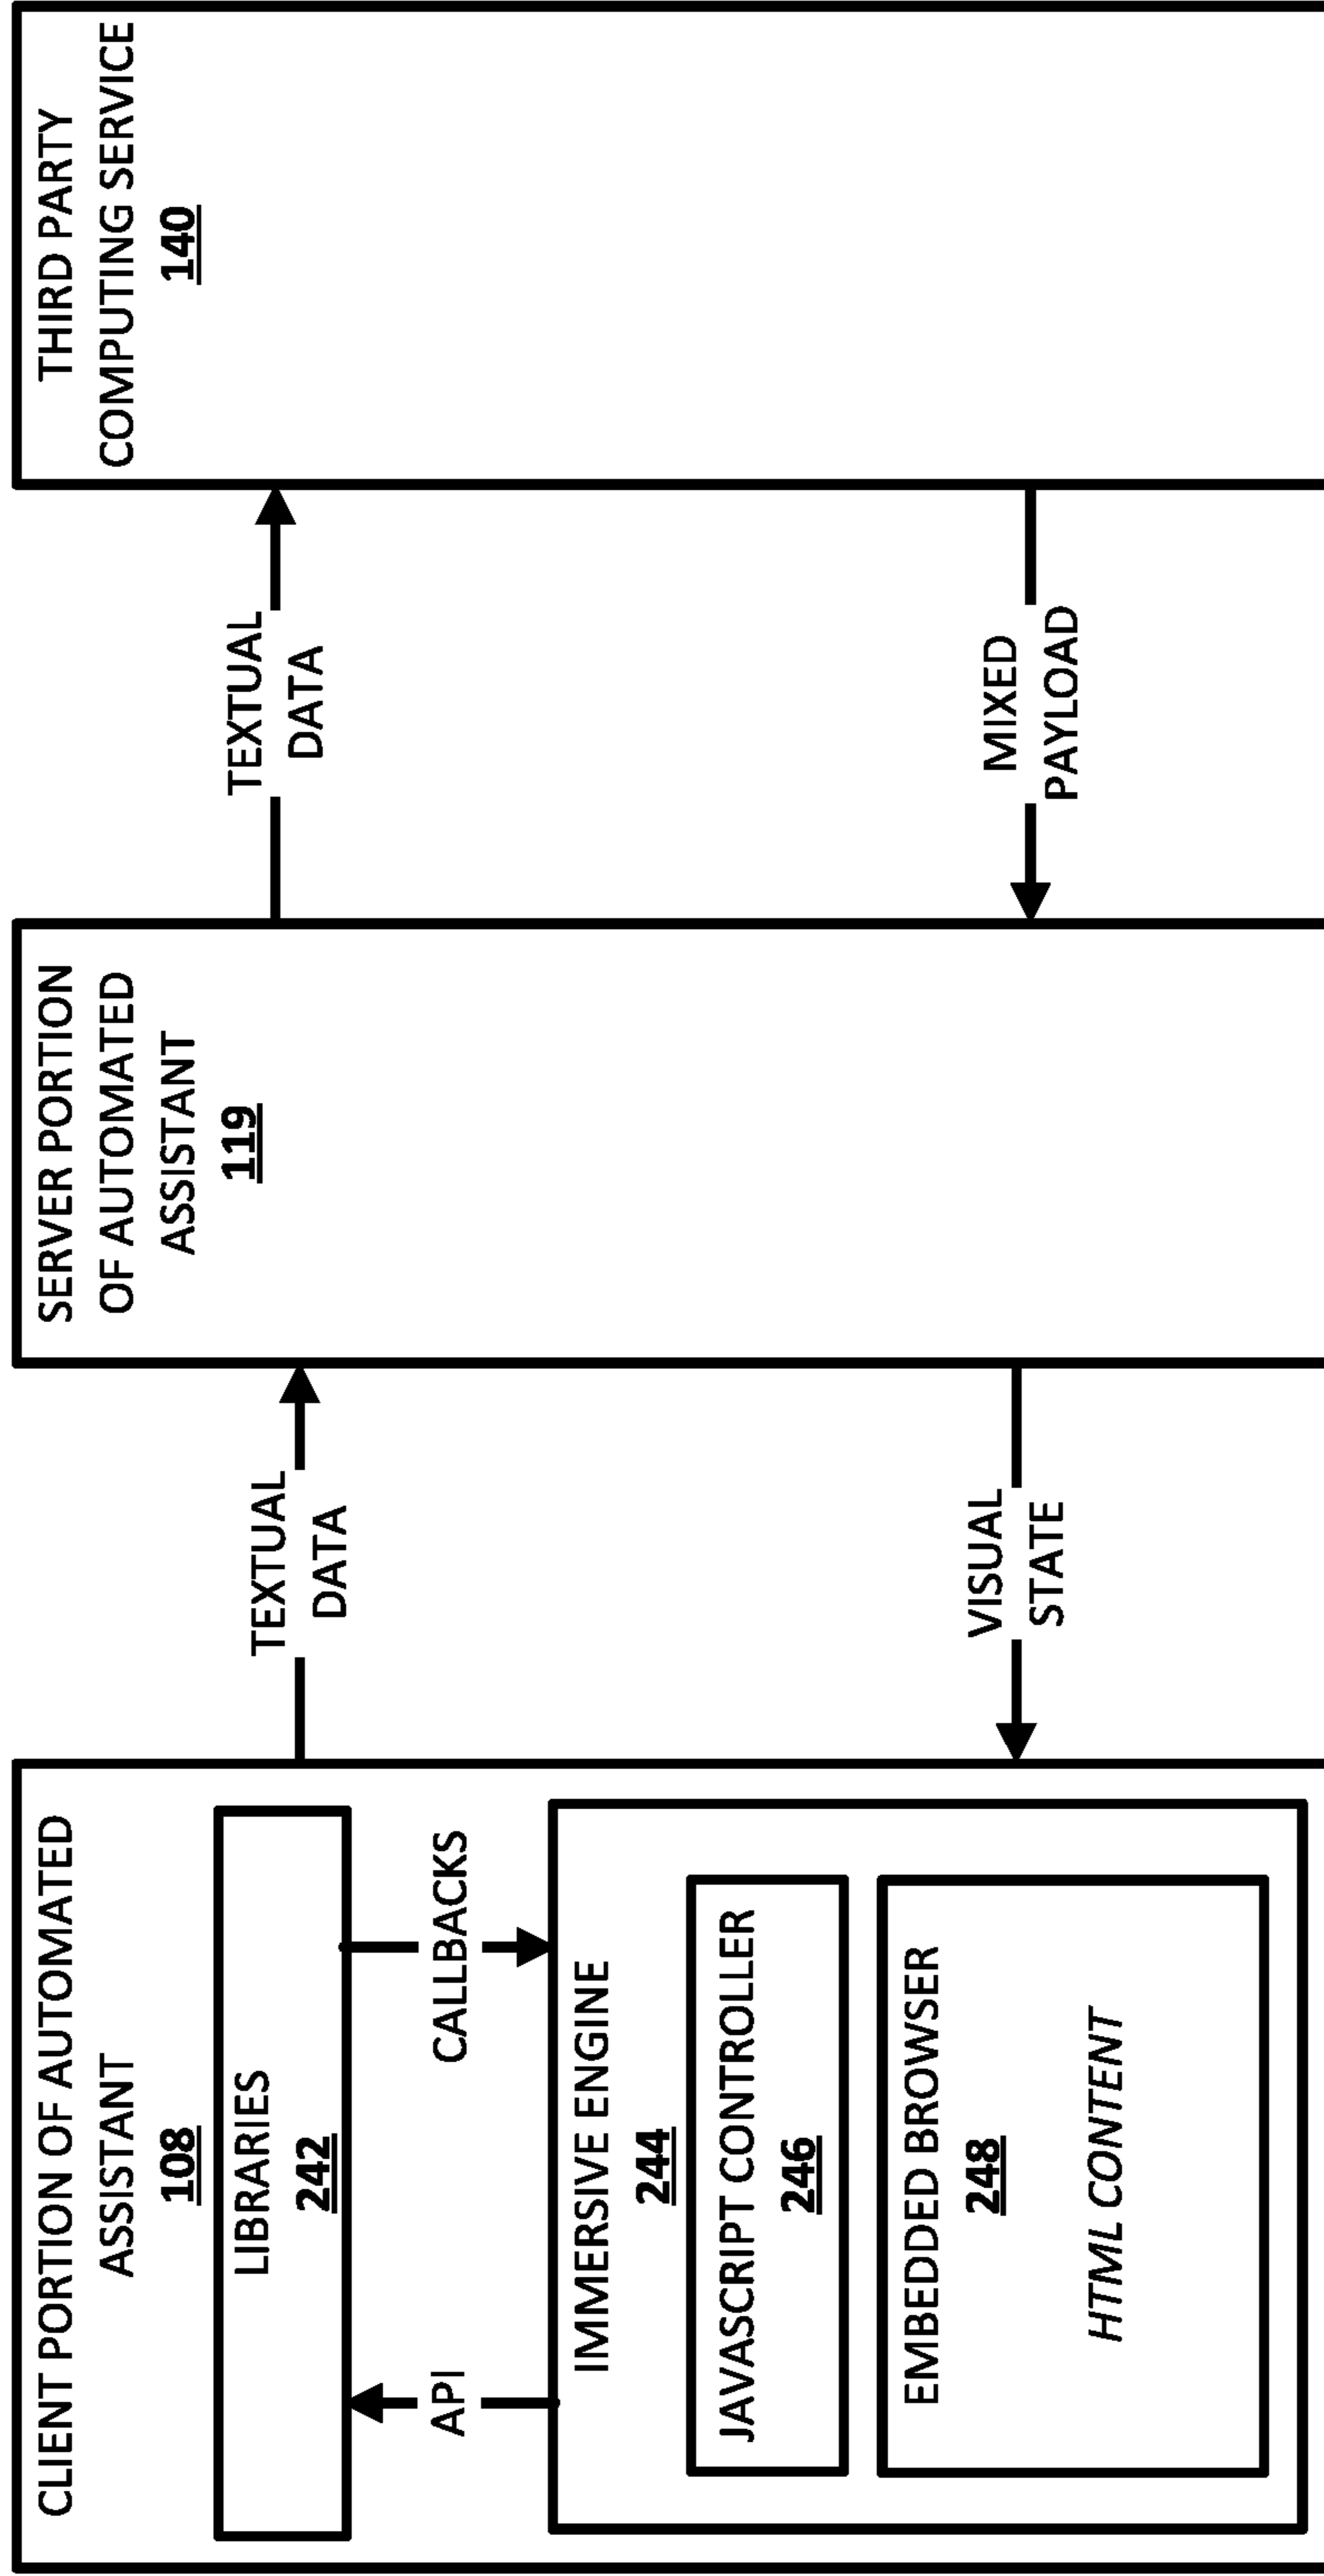 CLIENT PORTION OF AUTOMATED
ASSISTANT
108
LIBRARIES
242
API
CALLBACKS
IMMERSIVE ENGINE
244
JAVASCRIPT CONTROLLER
246
EMBEDDED BROWSER
248
HTML CONTENT
TEXTUAL
DATA
VISUAL
STATE
SERVER PORTION
OF AUTOMATED
ASSISTANT
119
TEXTUAL
DATA
MIXED
PAYLOAD
THIRD PARTY
COMPUTING SERVICE
140